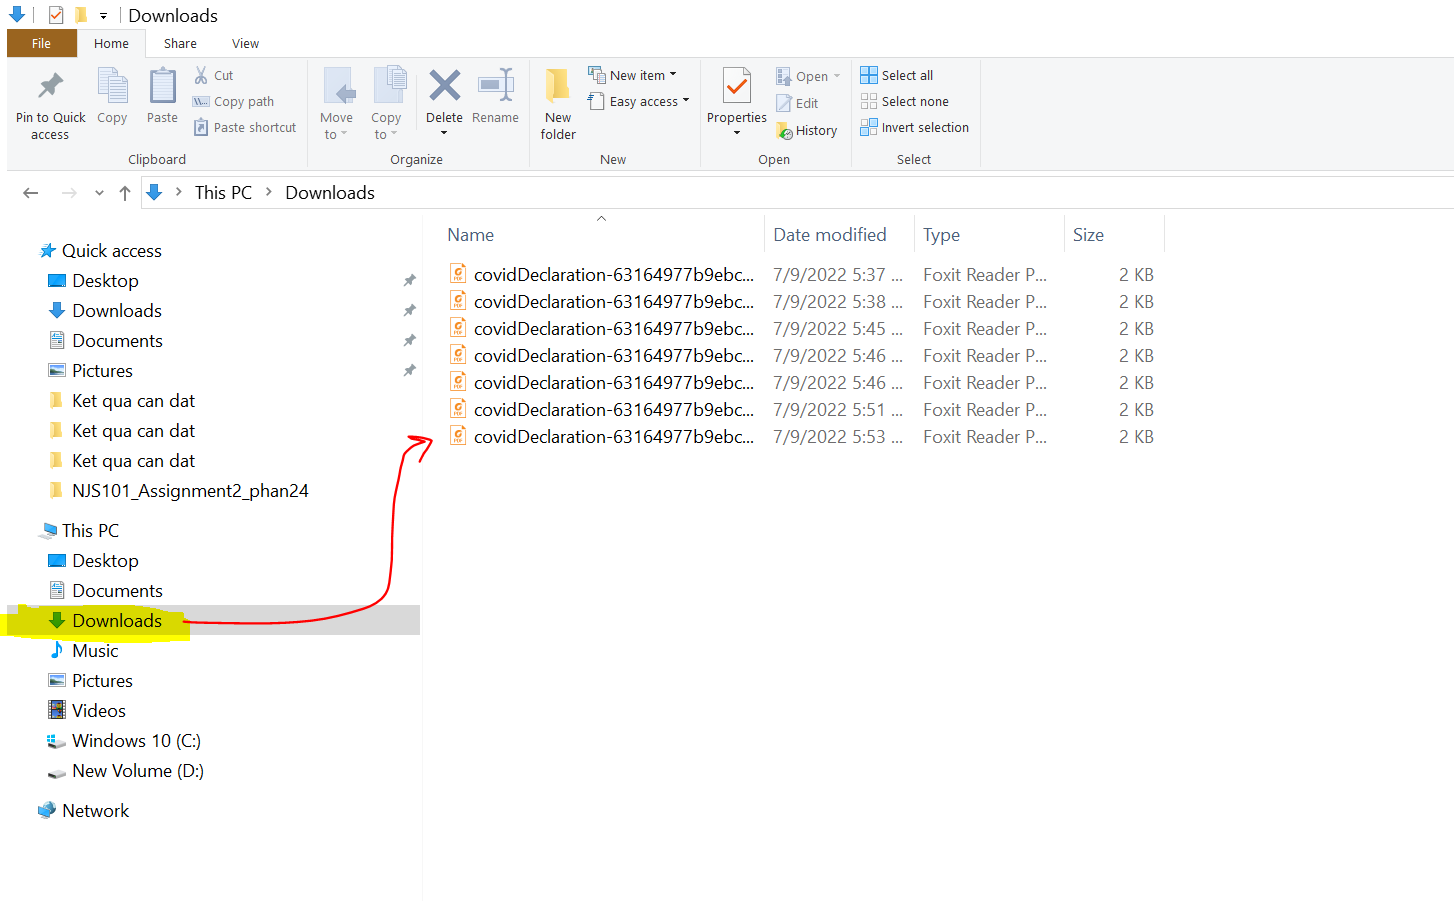 Downloads
File Home Share View
Pin to Quick access
Copy
Paste
Cut
Copy path
Paste shortcut
Clipboard
Move to
Copy to
Delete
Rename
Organize
New folder
New item
Easy access
New
Properties
Open
Edit
History
Open
Select all
Select none
Invert selection
Select
This PC > Downloads
Name Date modified Type Size
Quick access
Desktop
Downloads
Documents
Pictures
Ket qua can dat
Ket qua can dat
Ket qua can dat
NJS101_Assignment2_phan24
This PC
Desktop
Documents
Downloads
Music
Pictures
Videos
Windows 10 (C:)
New Volume (D:)
Network
covidDeclaration-63164977b9ebc... 7/9/2022 5:37 ... Foxit Reader P... 2 KB
covidDeclaration-63164977b9ebc... 7/9/2022 5:38 ... Foxit Reader P... 2 KB
covidDeclaration-63164977b9ebc... 7/9/2022 5:45 ... Foxit Reader P... 2 KB
covidDeclaration-63164977b9ebc... 7/9/2022 5:46 ... Foxit Reader P... 2 KB
covidDeclaration-63164977b9ebc... 7/9/2022 5:46 ... Foxit Reader P... 2 KB
covidDeclaration-63164977b9ebc... 7/9/2022 5:51 ... Foxit Reader P... 2 KB
covidDeclaration-63164977b9ebc... 7/9/2022 5:53 ... Foxit Reader P... 2 KB